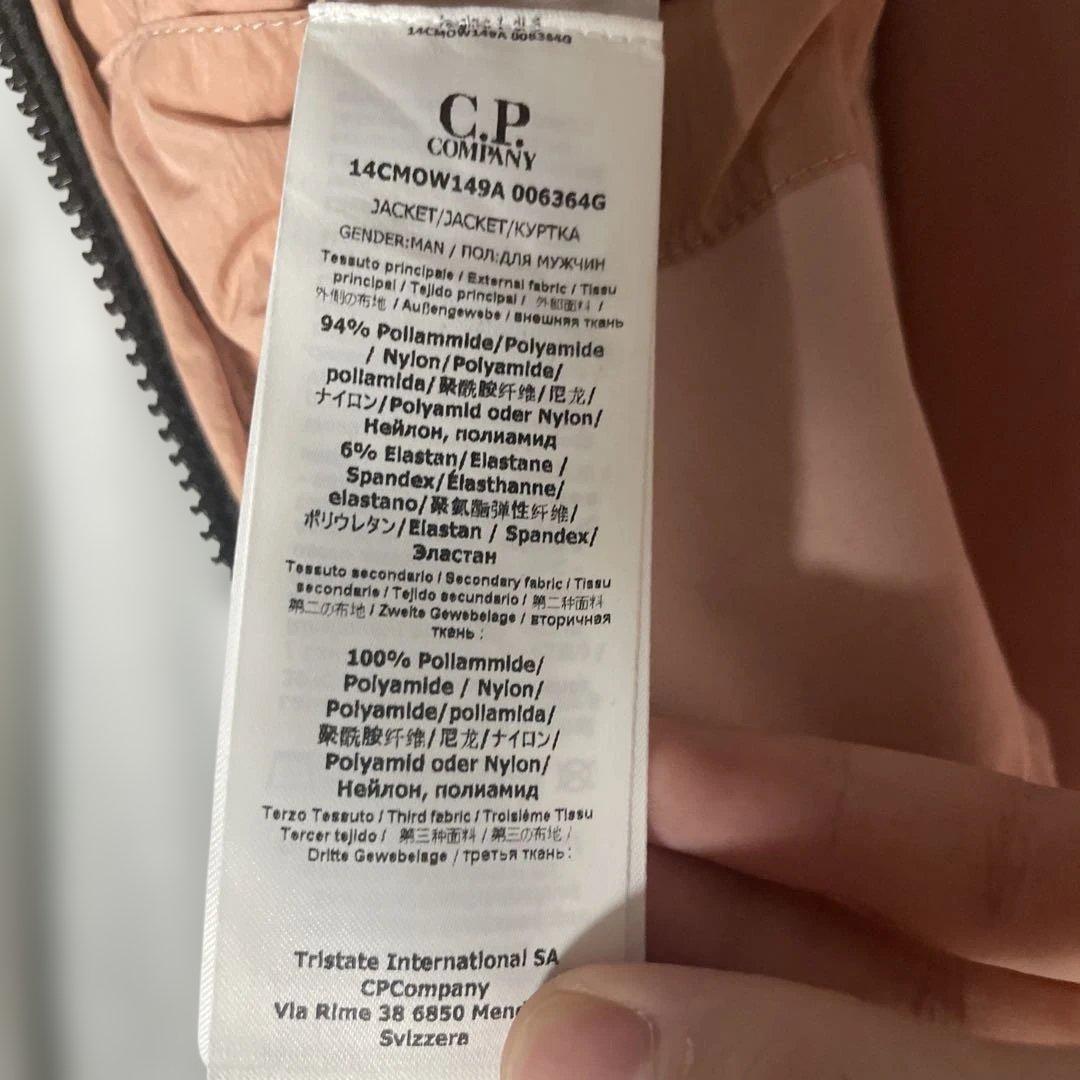 14CMOW149A 006364G
C.P.
COMPANY
14CMOW149A 006364G
JACKET/JACKET/КУРТКА
GENDER:MAN / ПОЛ:ДЛЯ МУЖЧИН
Tessuto principale / External fabric / Tissu
principal / Tejido principal / 外部面料 /
外側の布地 / Außengewebe / внешняя ткань
94% Poliammide/Polyamide
/ Nylon/Polyamide/
poliamida/聚酰胺纤维/尼龙/
ナイロン/Polyamid oder Nylon/
Нейлон, полиамид
6% Elastan/Elastane /
Spandex/Élasthanne/
elastano/聚氨酯弹性纤维/
ポリウレタン/Elastan / Spandex/
Эластан
Tessuto secondario / Secondary fabric / Tissu
secondarie / Tejido secundario / 第二种面料
第二の布地 / Zweite Gewebelage / вторичная
ткань :
100% Poliammide/
Polyamide / Nylon/
Polyamide/poliamida/
聚酰胺纤维/尼龙/ナイロン/
Polyamid oder Nylon/
Нейлон, полиамид
Terzo Tessuto / Third fabric / Troisième Tissu
Tercer tejido / 第三种面料 / 第三の布地 /
Dritte Gewebelage / третья ткань :
Tristate International SA
CPCompany
Via Rime 38 6850
Svizzera